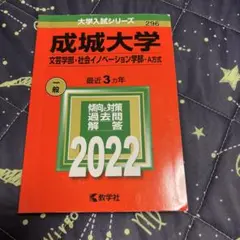 大学入試シリーズ
296
成城大学
文芸学部・社会イノベーション学部-A方式
最近3カ年
一般
傾向と対策
過去問
解答
2022
教学社